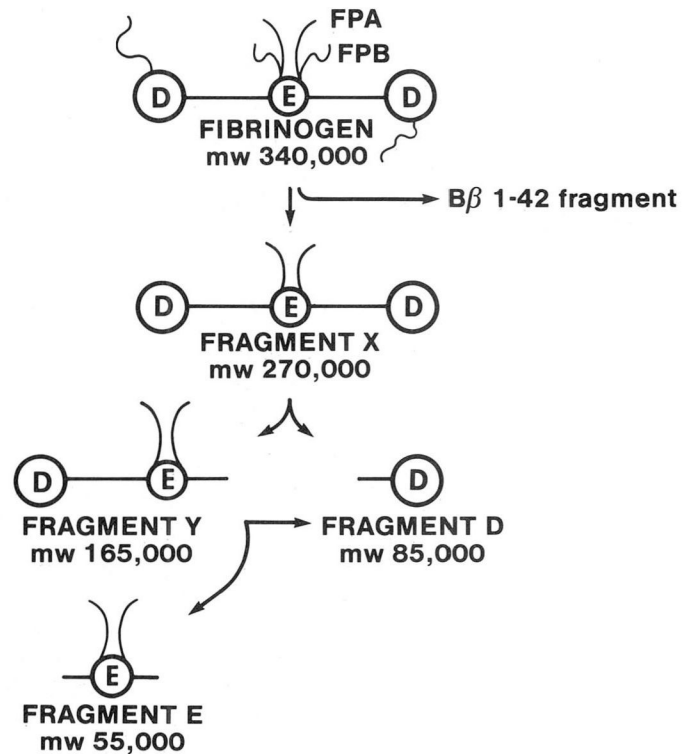 FPA
FPB
D
E
D
FIBRINOGEN
mw 340,000
Bβ 1-42 fragment
D
E
D
FRAGMENT X
mw 270,000
D
E
D
FRAGMENT Y
mw 165,000
FRAGMENT D
mw 85,000
E
FRAGMENT E
mw 55,000